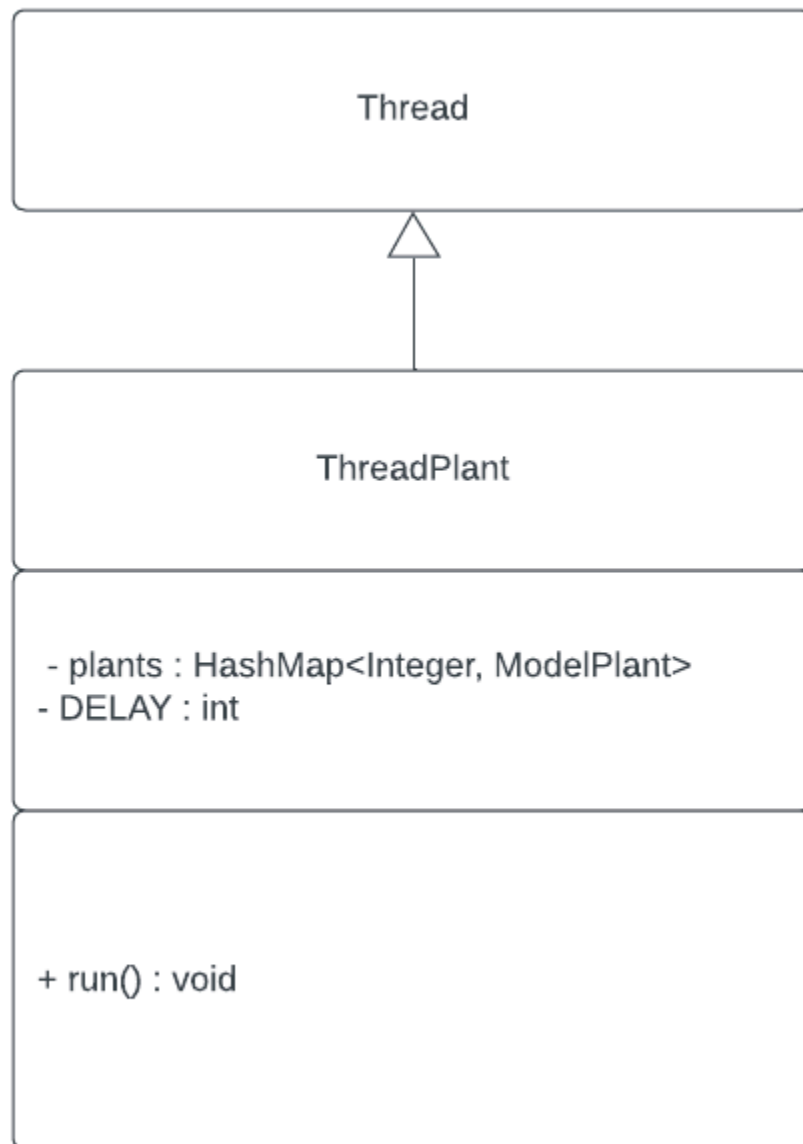 Thread
ThreadPlant
- plants : HashMap<Integer, ModelPlant>
- DELAY : int
+ run() : void